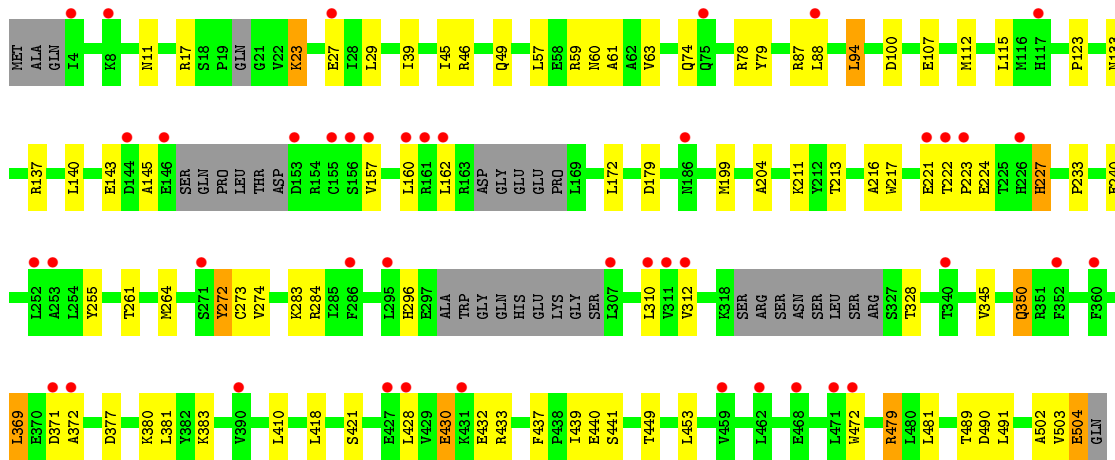 MET ALA GLN I4 K8 N11 R17 S18 P19 GLN G21 V22 K23 E27 I28 L29 I39 I45 R46 Q49 L57 E58 R59 N60 A61 A62 V63 Q74 Q75 R78 Y79 R87 L88 L94 D100 E107 M112 L115 M116 H117 P123
R137 L140 E143 D144 A145 E146 SER GLN PRO LEU THR ASP D153 R154 C155 S156 V157 L160 R161 L162 R163 ASP GLY GLU GLU PRO L169 L172 D179 N186 M199 A204 K211 Y212 T213 A216 W217 E221 T222 P223 E224 T225 H226 H227 P233
L252 A253 L254 Y255 T261 M264 S271 Y272 C273 V274 K283 R284 I285 F286 L295 H296 E297 ALA TRP GLY GLN HIS GLU LYS GLY SER L307 L310 V311 V312 K318 SER ARG SER ASN SER LEU SER ARG S327 T328 T340 V345 Q350 R351 F352 F360
L369 E370 D371 A372 D377 K380 L381 Y382 K383 V390 L410 L418 S421 E427 L428 V429 E430 K431 E432 R433 F437 P438 I439 E440 S441 T449 L453 V459 L462 E468 L471 W472 R479 L480 L481 T489 D490 L491 A502 V503 E504 GLN